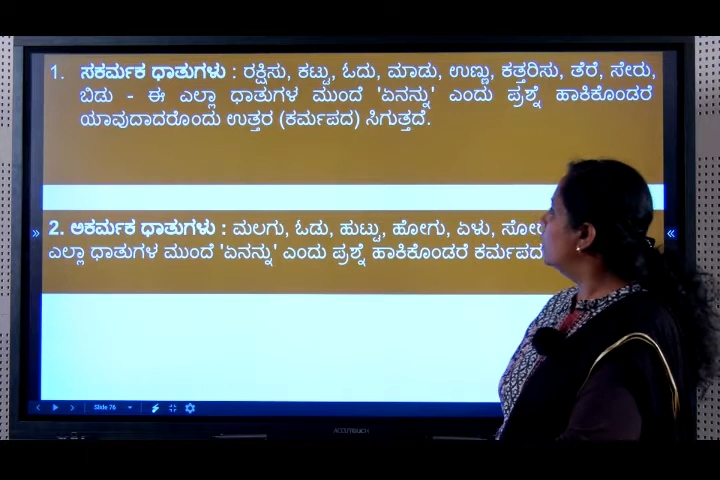 1. ಸಕರ್ಮಕ ಧಾತುಗಳು : ರಕ್ಷಿಸು, ಕಟ್ಟು, ಓದು, ಮಾಡು, ಉಣ್ಣು, ಕತ್ತರಿಸು, ತೆರೆ, ಸೇರು,
ಬಿಡು - ಈ ಎಲ್ಲಾ ಧಾತುಗಳ ಮುಂದೆ 'ಏನನ್ನು' ಎಂದು ಪ್ರಶ್ನೆ ಹಾಕಿಕೊಂಡರೆ
ಯಾವುದಾದರೊಂದು ಉತ್ತರ (ಕರ್ಮಪದ) ಸಿಗುತ್ತದೆ.
2. ಅಕರ್ಮಕ ಧಾತುಗಳು : ಮಲಗು, ಓಡು, ಹುಟ್ಟು, ಹೋಗು, ಏಳು,
ಎಲ್ಲಾ ಧಾತುಗಳ ಮುಂದೆ 'ಏನನ್ನು' ಎಂದು ಪ್ರಶ್ನೆ ಹಾಕಿಕೊಂಡರೆ ಕರ್ಮಪದ
Slide 76
ACCUTOUCH